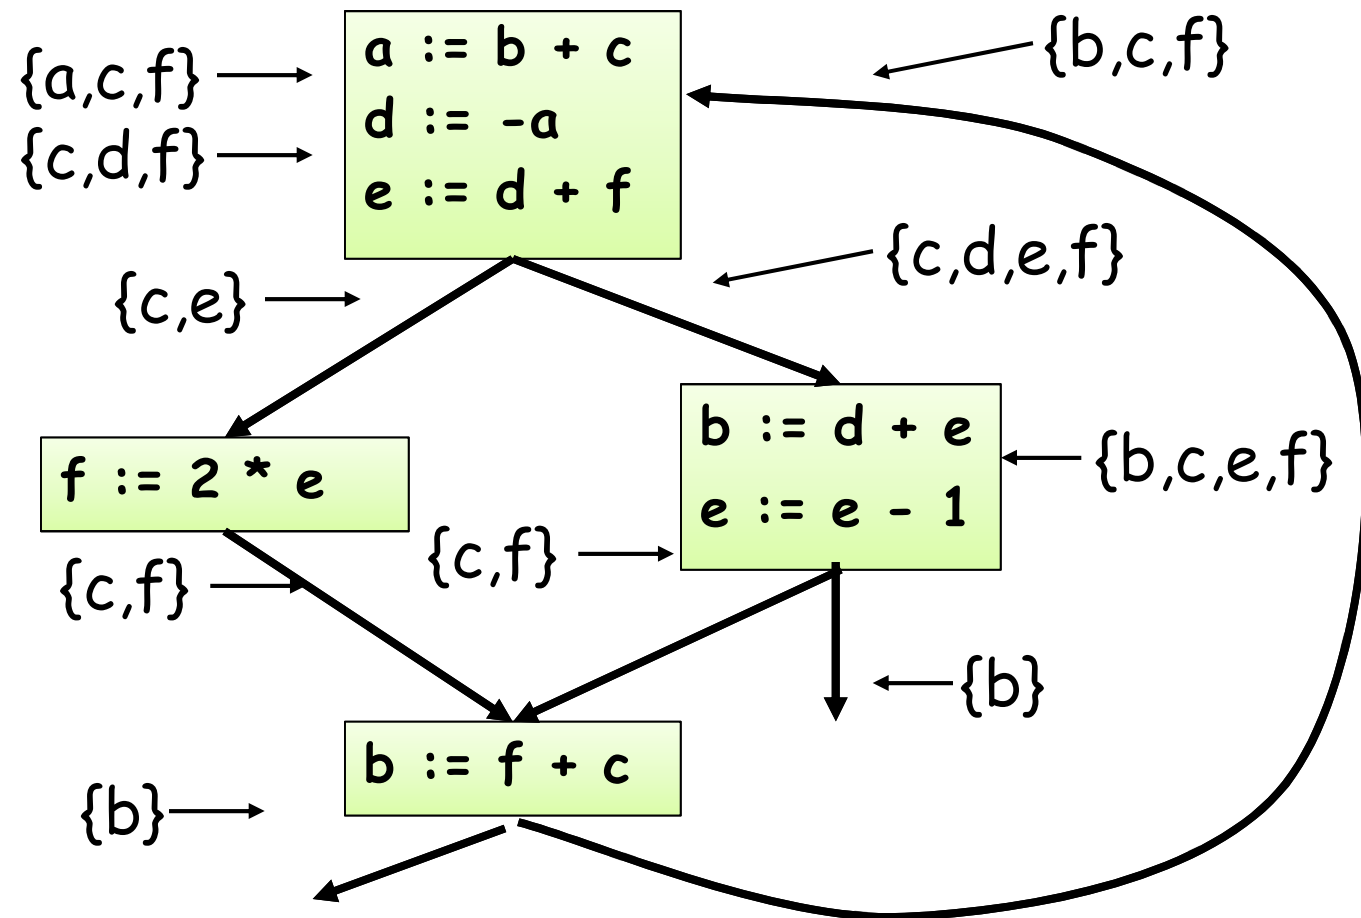 a := b + c
d := -a
e := d + f
{b,c,f}
{a,c,f}
{c,d,f}
{c,e}
{c,d,e,f}
f := 2 * e
b := d + e
e := e - 1
{b,c,e,f}
{c,f}
{c,f}
{b}
b := f + c
{b}